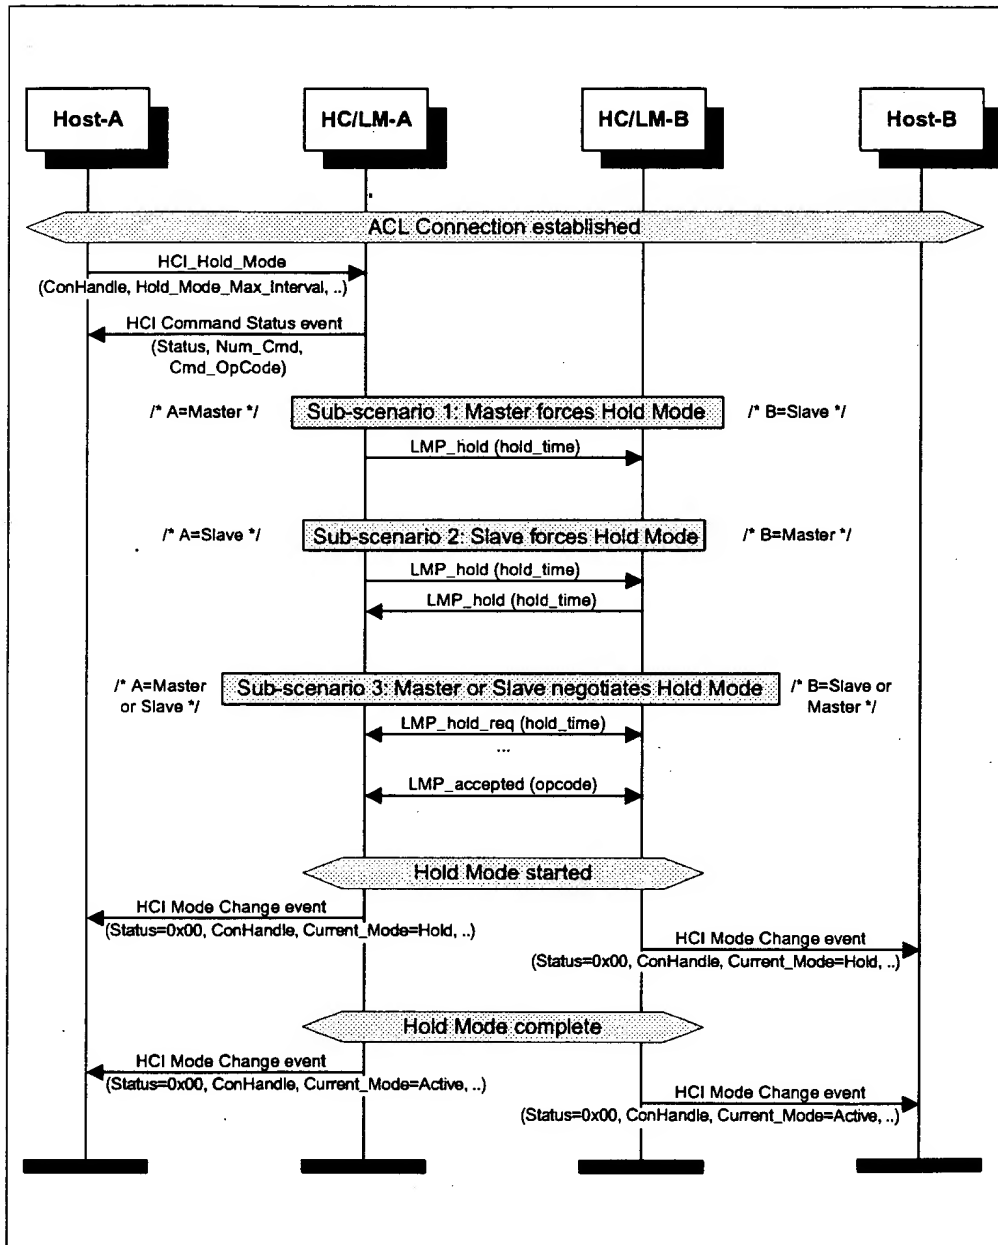 Host-A
HC/LM-A
HC/LM-B
Host-B
ACL Connection established
HCI_Hold_Mode
(ConHandle, Hold_Mode_Max_Interval, ..)
HCI Command Status event
(Status, Num_Cmd,
Cmd_OpCode)
/* A=Master */
Sub-scenario 1: Master forces Hold Mode
/* B=Slave */
LMP_hold (hold_time)
/* A=Slave */
Sub-scenario 2: Slave forces Hold Mode
/* B=Master */
LMP_hold (hold_time)
LMP_hold (hold_time)
/* A=Master
or Slave */
Sub-scenario 3: Master or Slave negotiates Hold Mode
/* B=Slave or
Master */
LMP_hold_req (hold_time)
...
LMP_accepted (opcode)
Hold Mode started
HCI Mode Change event
(Status=0x00, ConHandle, Current_Mode=Hold, ..)
HCI Mode Change event
(Status=0x00, ConHandle, Current_Mode=Hold, ..)
Hold Mode complete
HCI Mode Change event
(Status=0x00, ConHandle, Current_Mode=Active, ..)
HCI Mode Change event
(Status=0x00, ConHandle, Current_Mode=Active, ..)